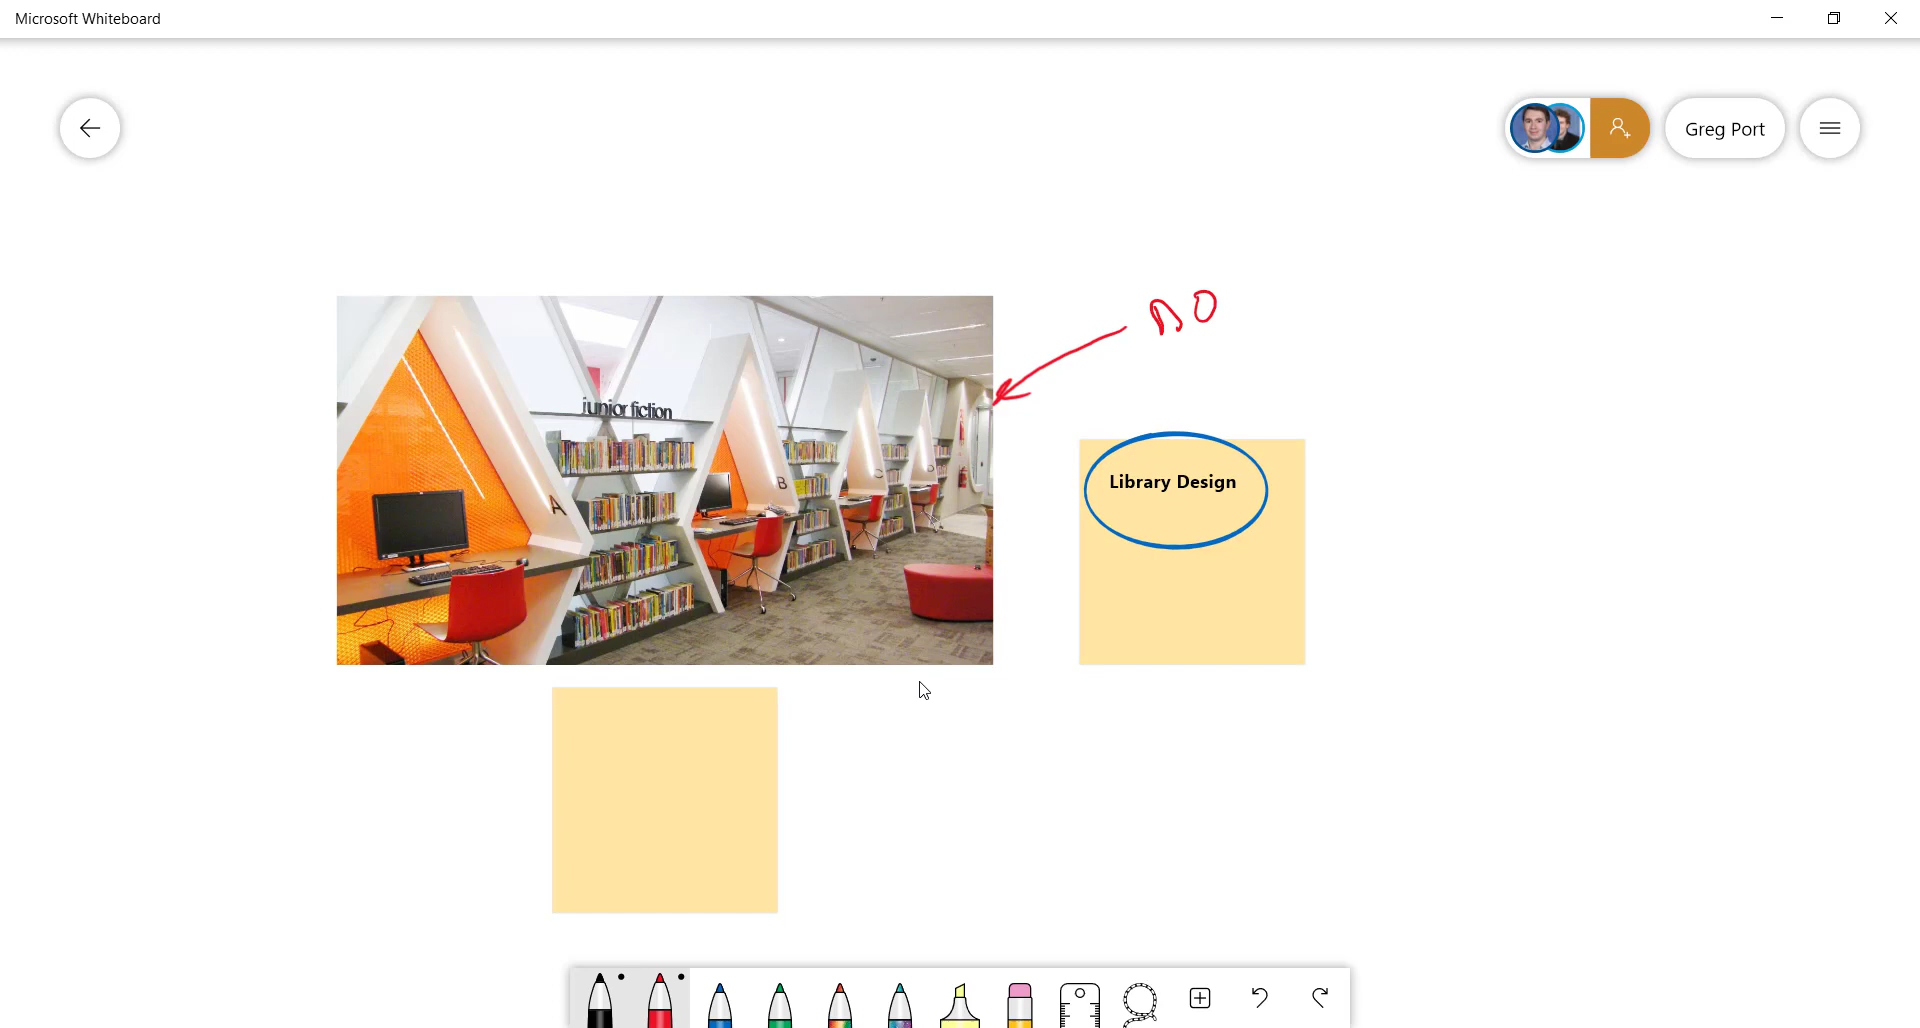 Microsoft Whiteboard
Greg Port
no
junior fiction
Library Design
A
B
C
D